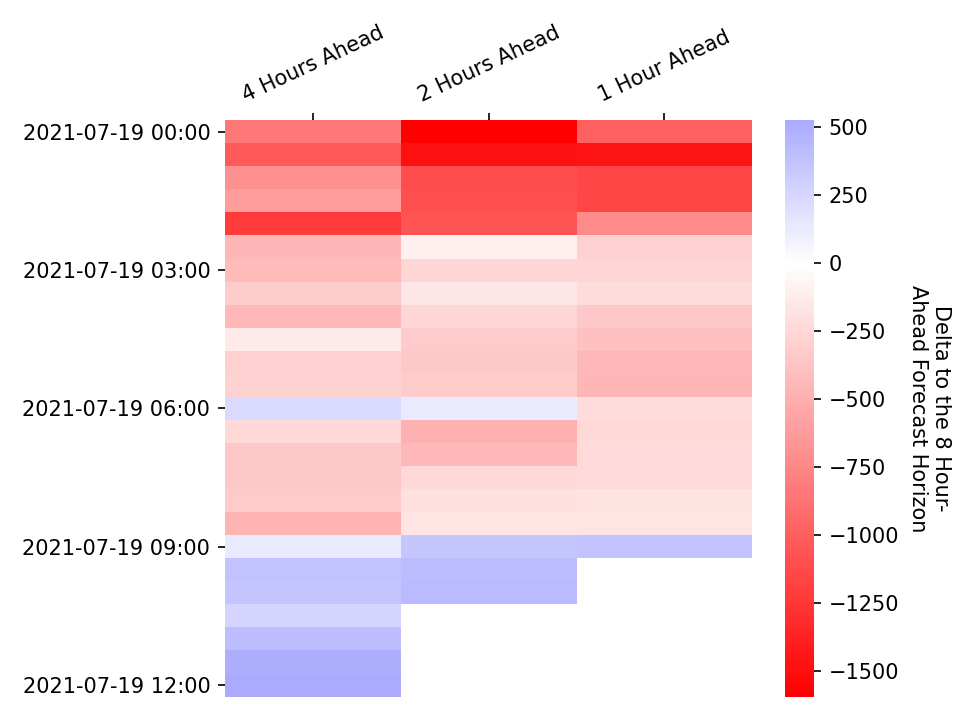 4 Hours Ahead
2 Hours Ahead
1 Hour Ahead
2021-07-19 00:00
2021-07-19 03:00
2021-07-19 06:00
2021-07-19 09:00
2021-07-19 12:00
500
250
0
−250
−500
−750
−1000
−1250
−1500
Delta to the 8 Hour-
Ahead Forecast Horizon